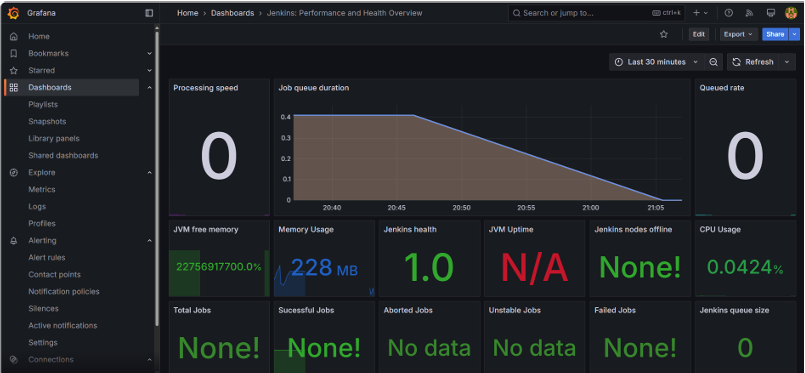 Grafana
Home
Bookmarks
Starred
Dashboards
Playlists
Snapshots
Library panels
Shared dashboards
Explore
Metrics
Logs
Profiles
Alerting
Alert rules
Contact points
Notification policies
Silences
Active notifications
Settings
Connections
Home › Dashboards › Jenkins: Performance and Health Overview
Search or jump to...
ctrl+k
Edit
Export
Share
Last 30 minutes
Refresh
Processing speed
0
Job queue duration
0.4
0.3
0.2
0.1
0
20:40 20:45 20:50 20:55 21:00 21:05
Queued rate
0
JVM free memory
22756917700.0%
Memory Usage
228 MB
Jenkins health
1.0
JVM Uptime
N/A
Jenkins nodes offline
None!
CPU Usage
0.0424%
Total Jobs
None!
Sucessful Jobs
None!
Aborted Jobs
No data
Unstable Jobs
No data
Failed Jobs
None!
Jenkins queue size
0